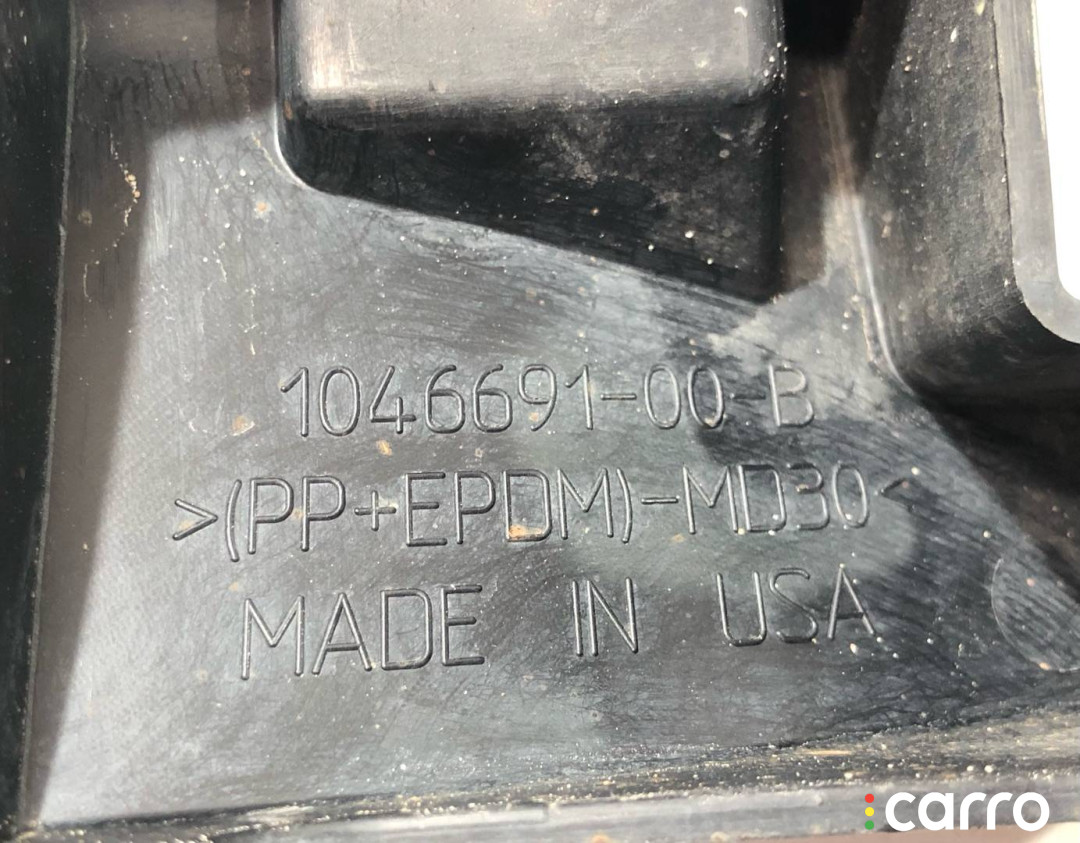 1046691-00-B
>(PP+EPDM)-MD30<
MADE IN USA
carro